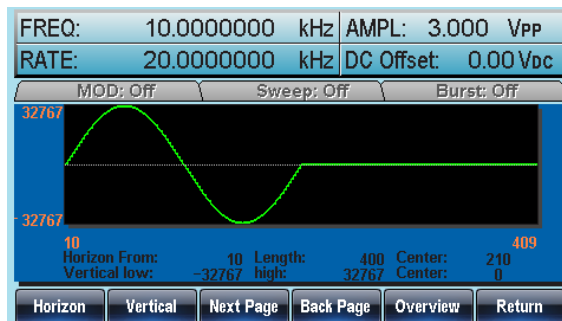 FREQ: 10.0000000 kHz AMPL: 3.000 VPP
RATE: 20.0000000 kHz DC Offset: 0.00 VDC
MOD: Off Sweep: Off Burst: Off
32767
- 32767
10 409
Horizon From: 10 Length: 400 Center: 210
Vertical low: -32767 high: 32767 Center: 0
Horizon Vertical Next Page Back Page Overview Return